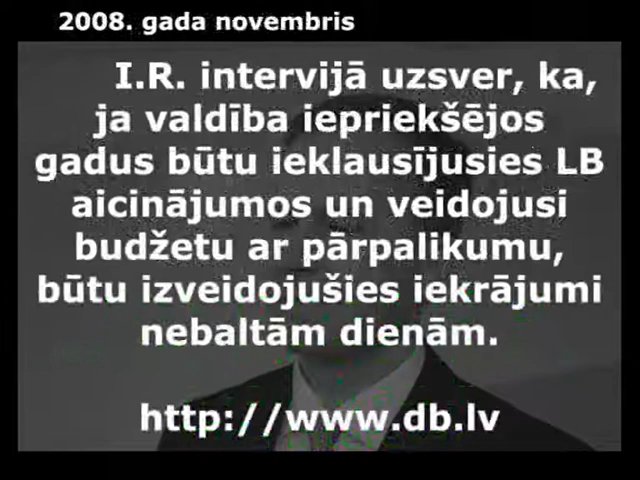 2008. gada novembris
I.R. intervijā uzsver, ka,
ja valdība iepriekšējos
gadus būtu ieklausījusies LB
aicinājumos un veidojusi
budžetu ar pārpalikumu,
būtu izveidojušies iekrājumi
nebaltām dienām.
http://www.db.lv